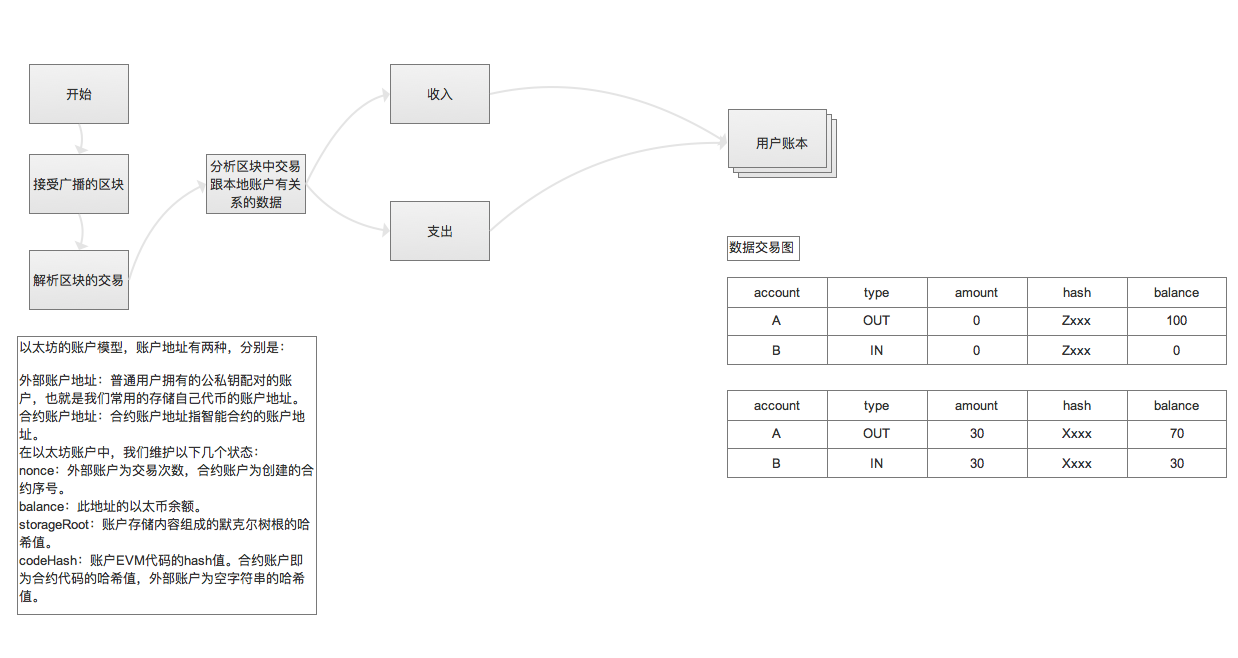 开始
接受广播的区块
解析区块的交易
分析区块中交易
跟本地账户有关
系的数据
收入
支出
用户账本
数据交易图
account type amount hash balance
A OUT 0 Zxxx 100
B IN 0 Zxxx 0
account type amount hash balance
A OUT 30 Xxxx 70
B IN 30 Xxxx 30
以太坊的账户模型，账户地址有两种，分别是：
外部账户地址：普通用户拥有的公私钥配对的账
户，也就是我们常用的存储自己代币的账户地址。
合约账户地址：合约账户地址指智能合约的账户地
址。
在以太坊账户中，我们维护以下几个状态：
nonce：外部账户为交易次数，合约账户为创建的合
约序号。
balance：此地址的以太币余额。
storageRoot：账户存储内容组成的默克尔树根的哈
希值。
codeHash：账户EVM代码的hash值。合约账户即
为合约代码的哈希值，外部账户为空字符串的哈希
值。